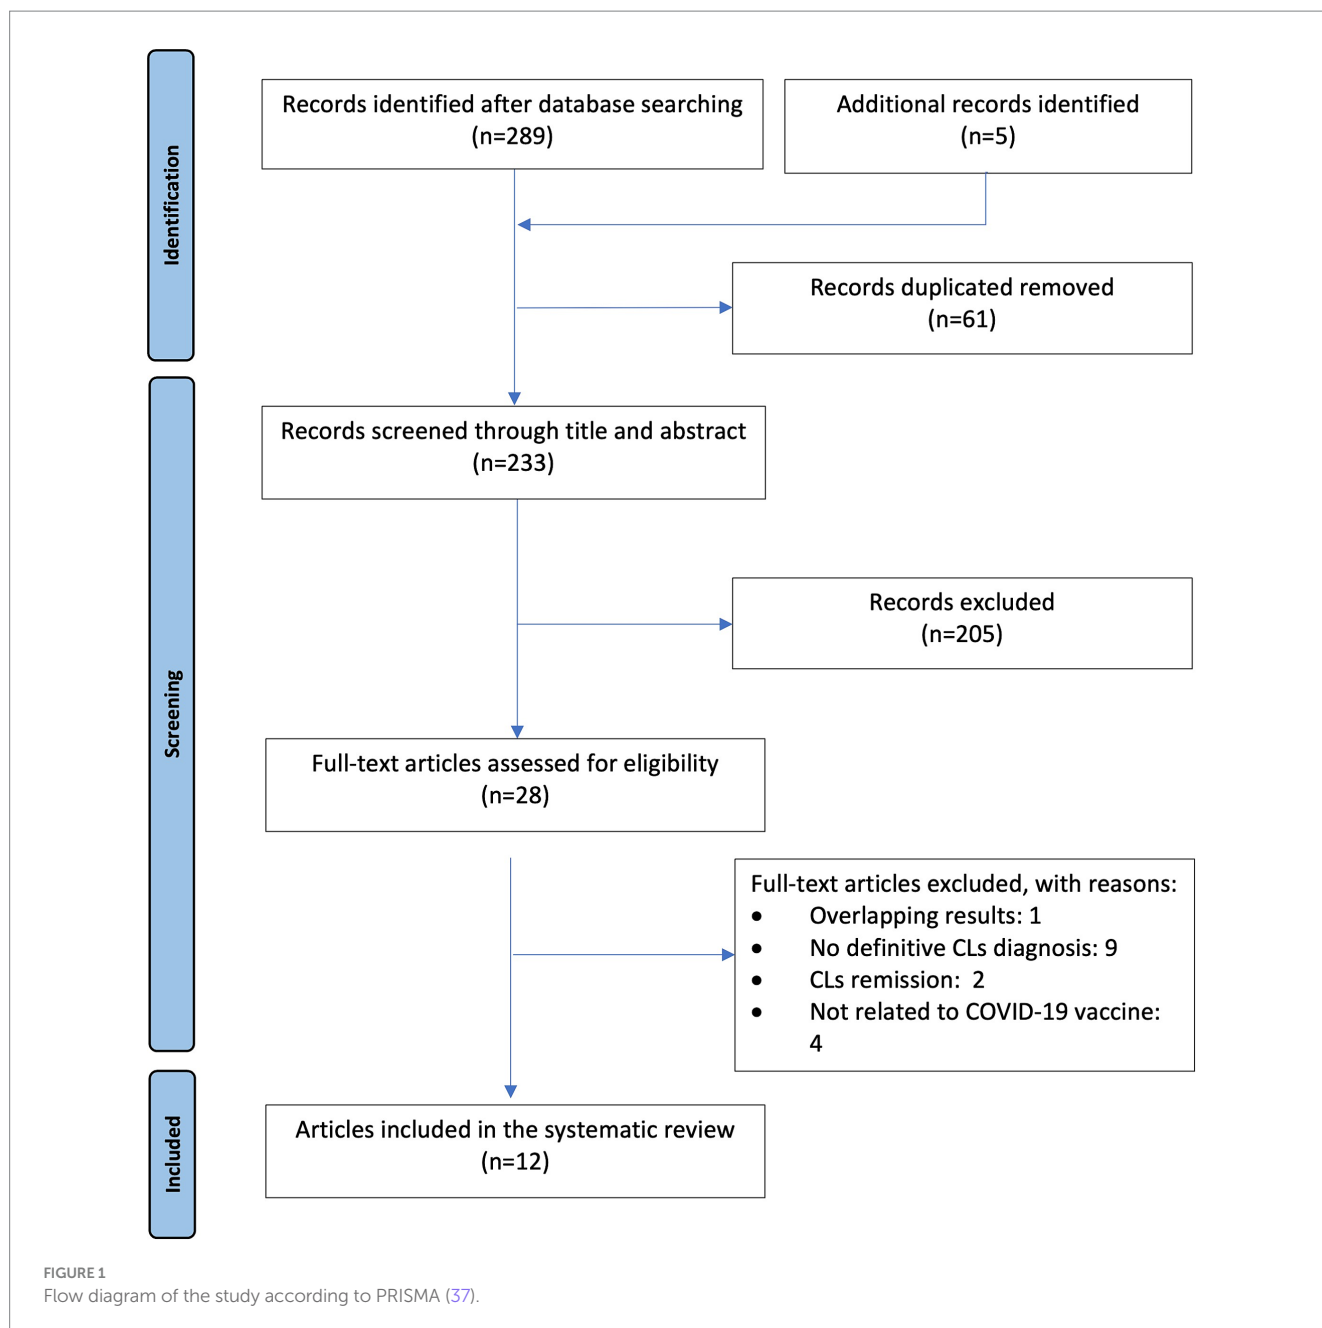 Identification
Records identified after database searching
(n=289)
Additional records identified
(n=5)
Records duplicated removed
(n=61)
Screening
Records screened through title and abstract
(n=233)
Records excluded
(n=205)
Full-text articles assessed for eligibility
(n=28)
Full-text articles excluded, with reasons:
● Overlapping results: 1
● No definitive CLs diagnosis: 9
● CLs remission: 2
● Not related to COVID-19 vaccine:
4
Included
Articles included in the systematic review
(n=12)
FIGURE 1
Flow diagram of the study according to PRISMA (37).